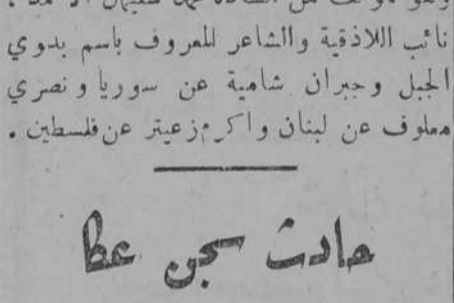 نائب اللاذقية والشاعر المعروف باسم بدوي
الجبل وجبران شامية عن سوريا ونصري
معلوف عن لبنان واكرم زعيتر عن فلسطين .
حادث سجن عطا